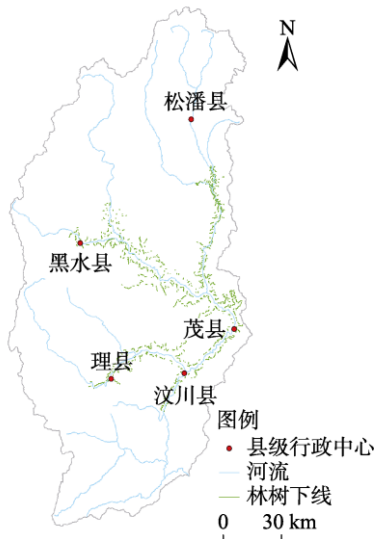 N
松潘县
黑水县
茂县
理县
汶川县
图例
县级行政中心
河流
林树下线
0 30 km